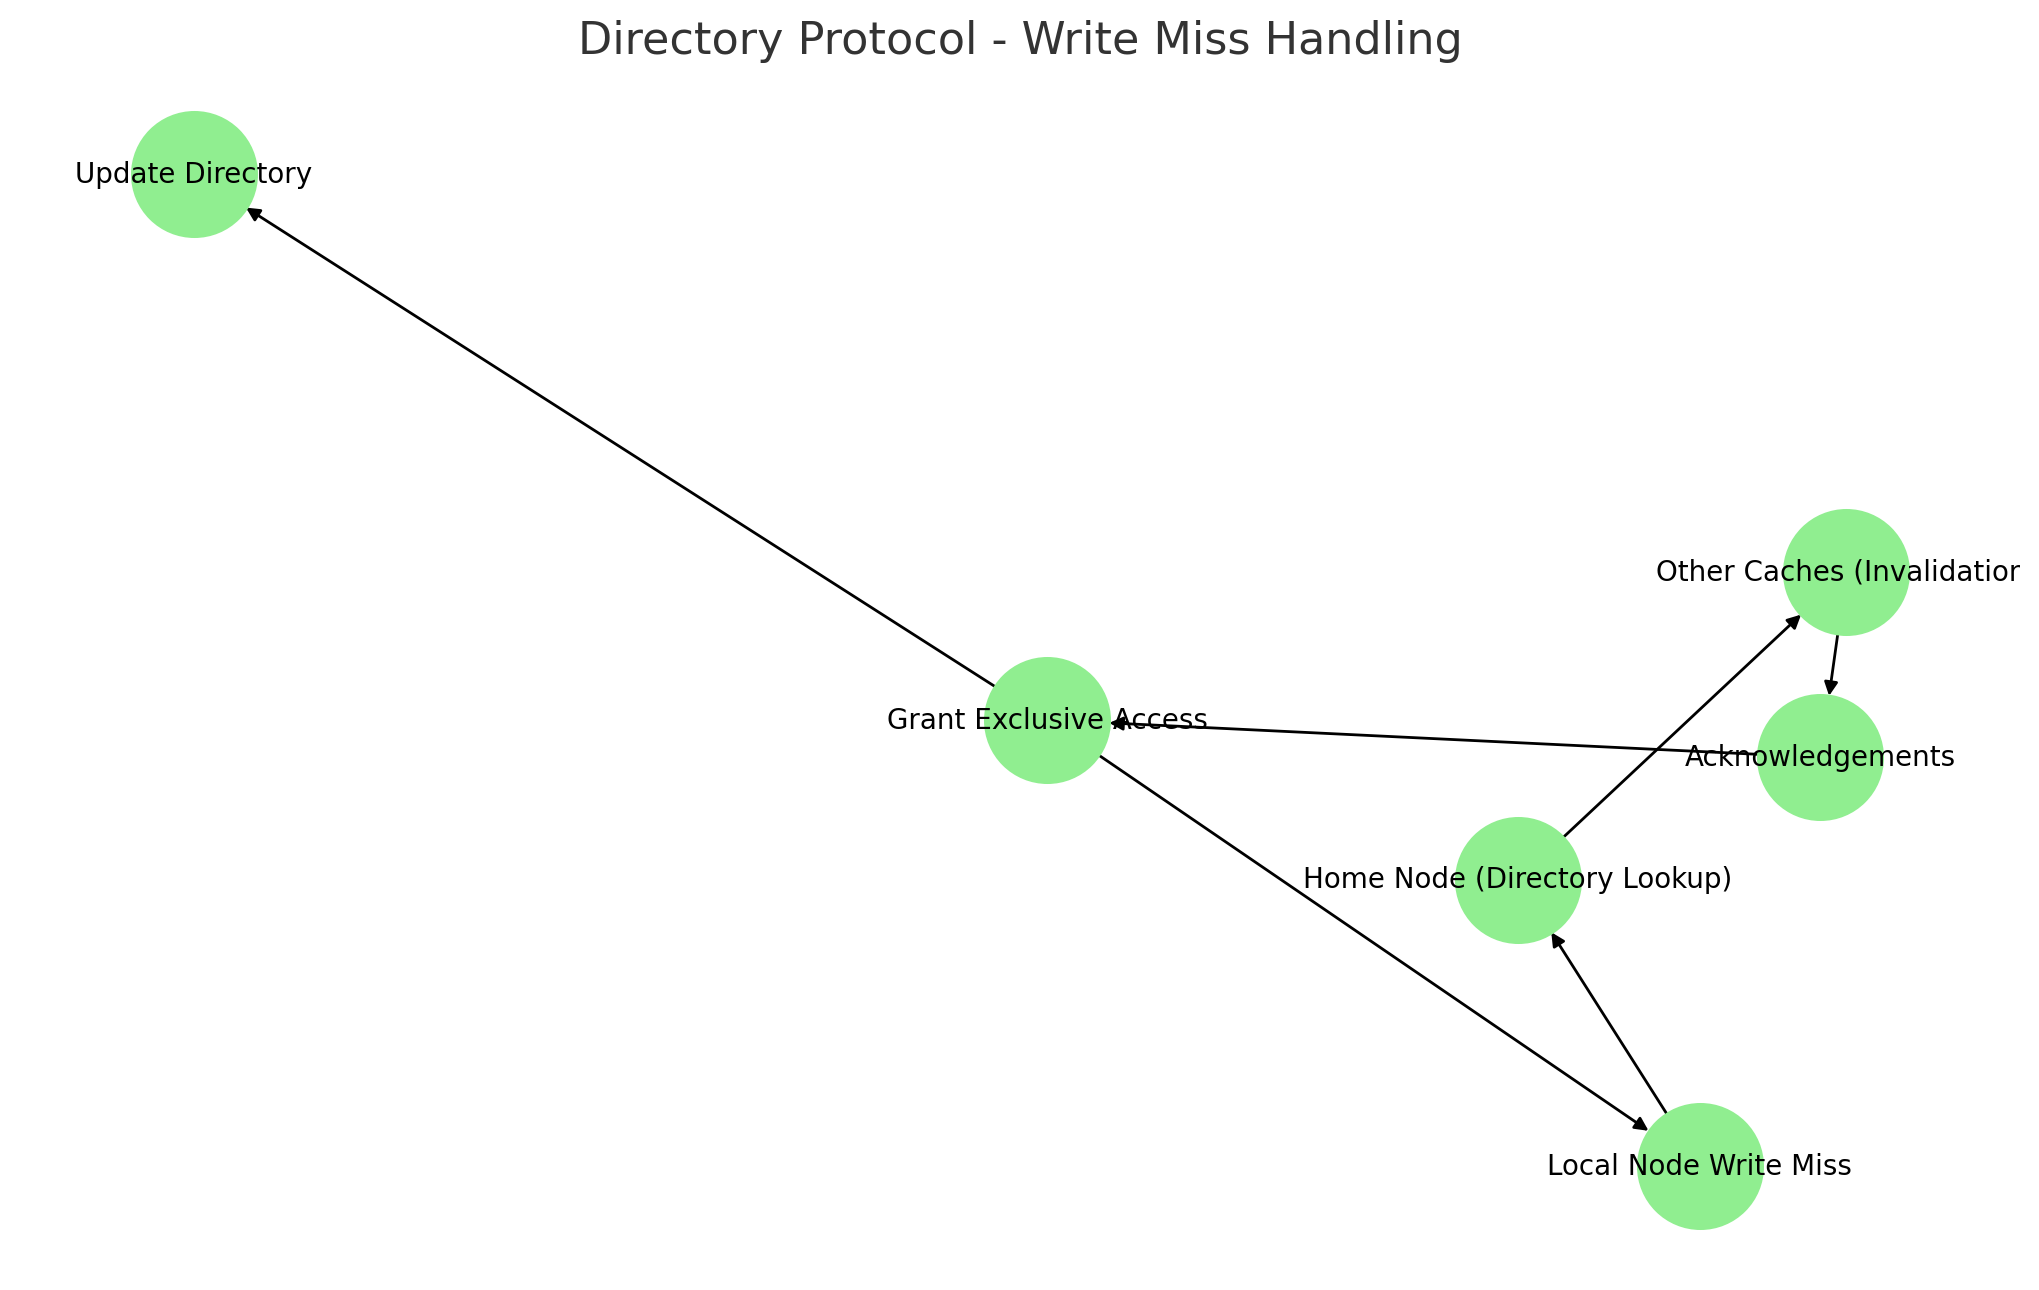 Directory Protocol - Write Miss Handling
Update Directory
Other Caches (Invalidation
Grant Exclusive Access
Acknowledgements
Home Node (Directory Lookup)
Local Node Write Miss